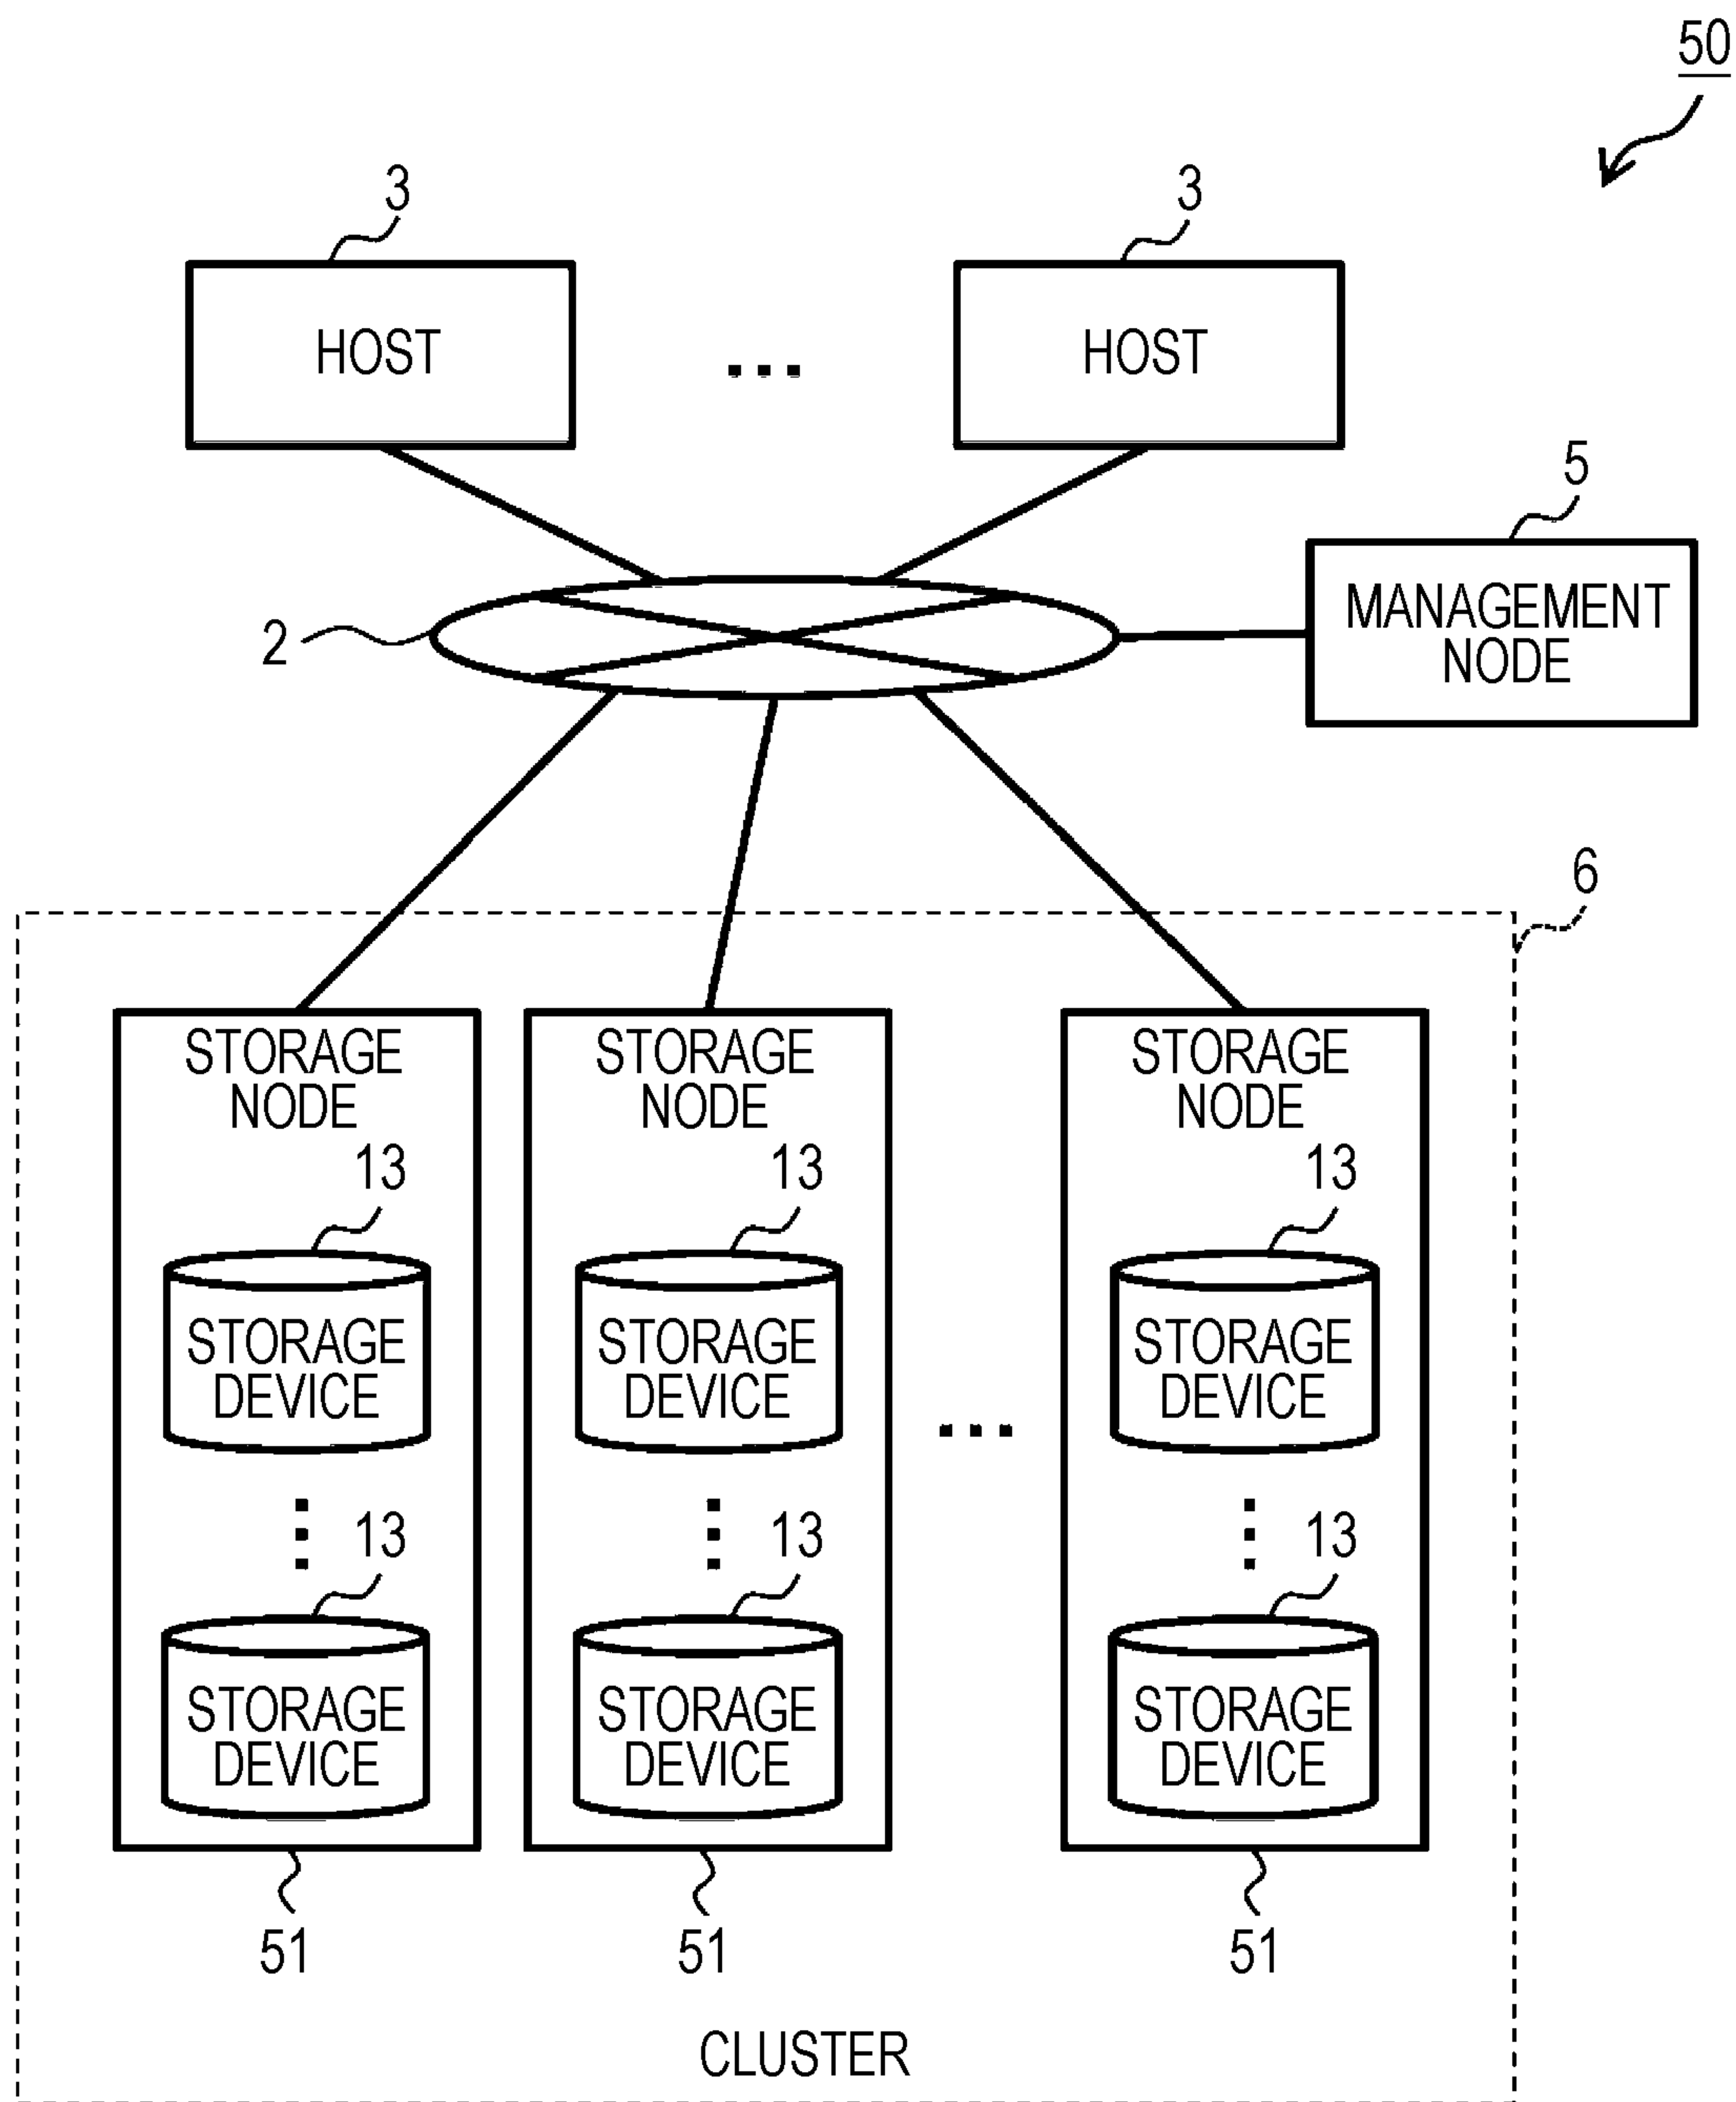 50
3
3
HOST
...
HOST
5
MANAGEMENT
NODE
2
6
STORAGE
NODE
STORAGE
NODE
STORAGE
NODE
13
13
13
STORAGE
DEVICE
STORAGE
DEVICE
STORAGE
DEVICE
...
13
13
13
STORAGE
DEVICE
STORAGE
DEVICE
STORAGE
DEVICE
51
51
51
CLUSTER